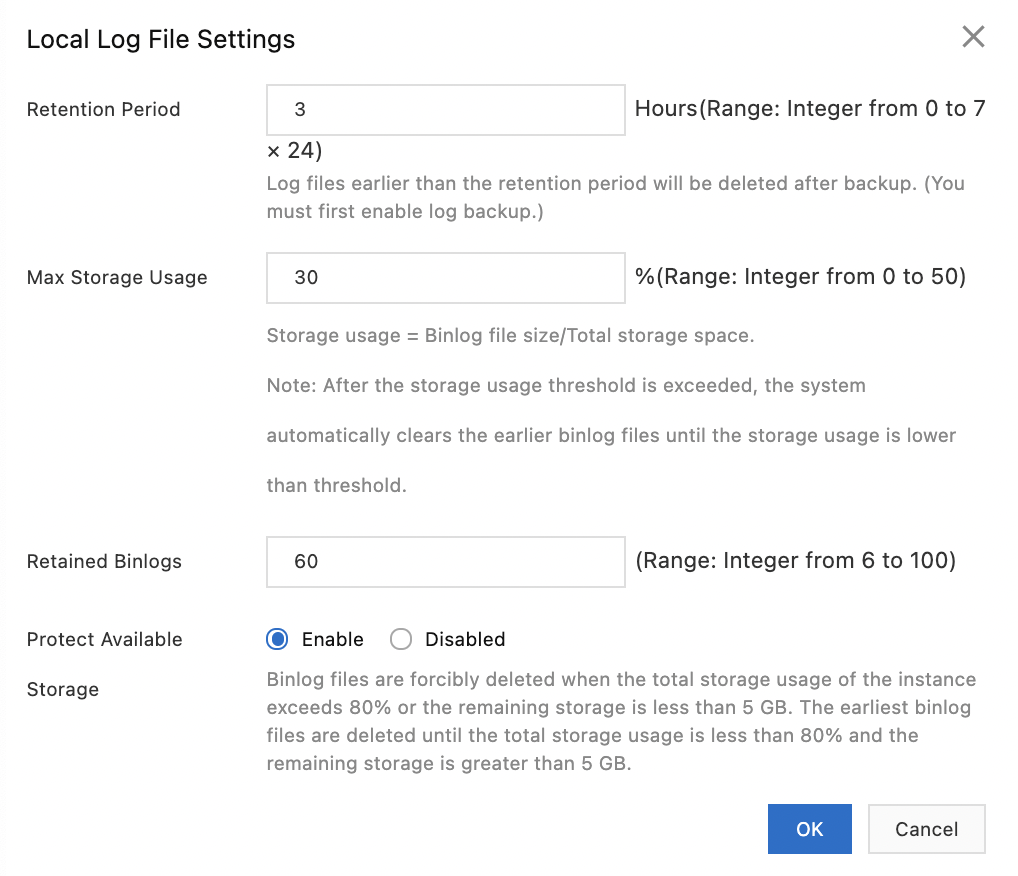 Local Log File Settings
Retention Period
3
Hours(Range: Integer from 0 to 7
× 24)
Log files earlier than the retention period will be deleted after backup. (You
must first enable log backup.)
Max Storage Usage
30
%(Range: Integer from 0 to 50)
Storage usage = Binlog file size/Total storage space.
Note: After the storage usage threshold is exceeded, the system
automatically clears the earlier binlog files until the storage usage is lower
than threshold.
Retained Binlogs
60
(Range: Integer from 6 to 100)
Protect Available
Storage
Enable
Disabled
Binlog files are forcibly deleted when the total storage usage of the instance
exceeds 80% or the remaining storage is less than 5 GB. The earliest binlog
files are deleted until the total storage usage is less than 80% and the
remaining storage is greater than 5 GB.
OK
Cancel